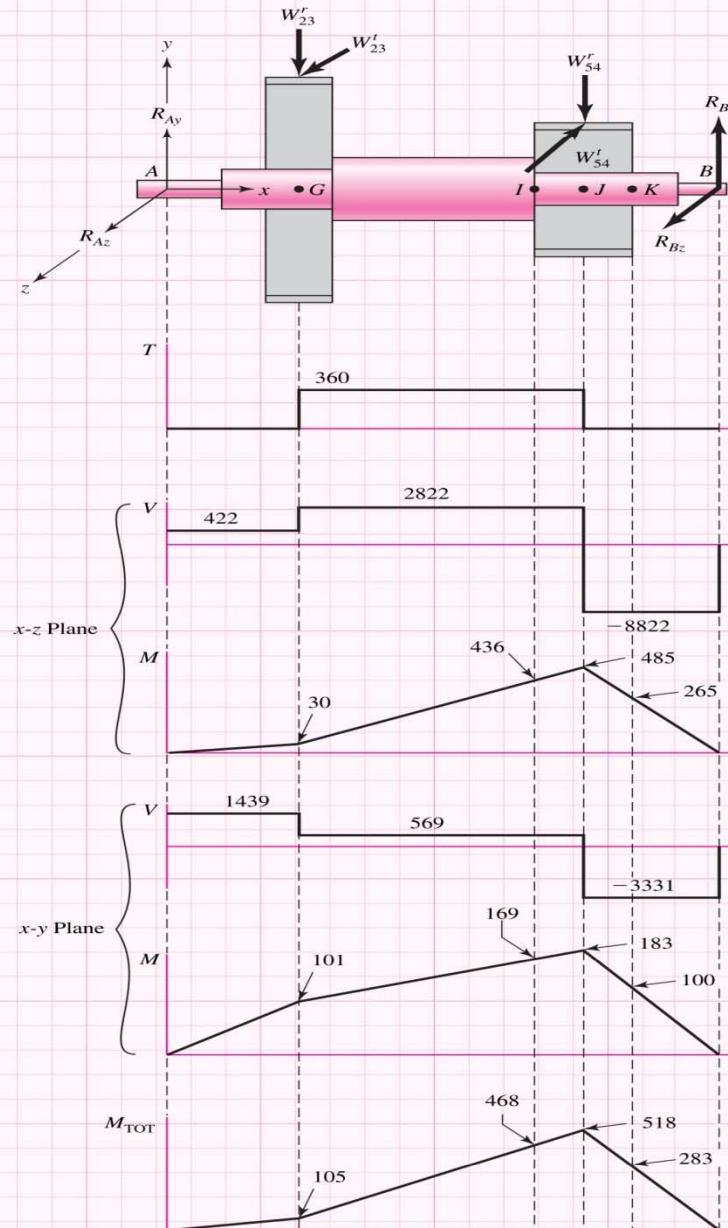 W^r_23
W^t_23
y
W^r_54
R_Ay
R_B
A
W^t_54
B
x
G
I
J
K
R_Az
R_Bz
z
T
360
V
422
2822
x-z Plane
−8822
M
436
485
265
30
V
1439
569
−3331
x-y Plane
169
183
M
101
100
M_TOT
468
518
283
105